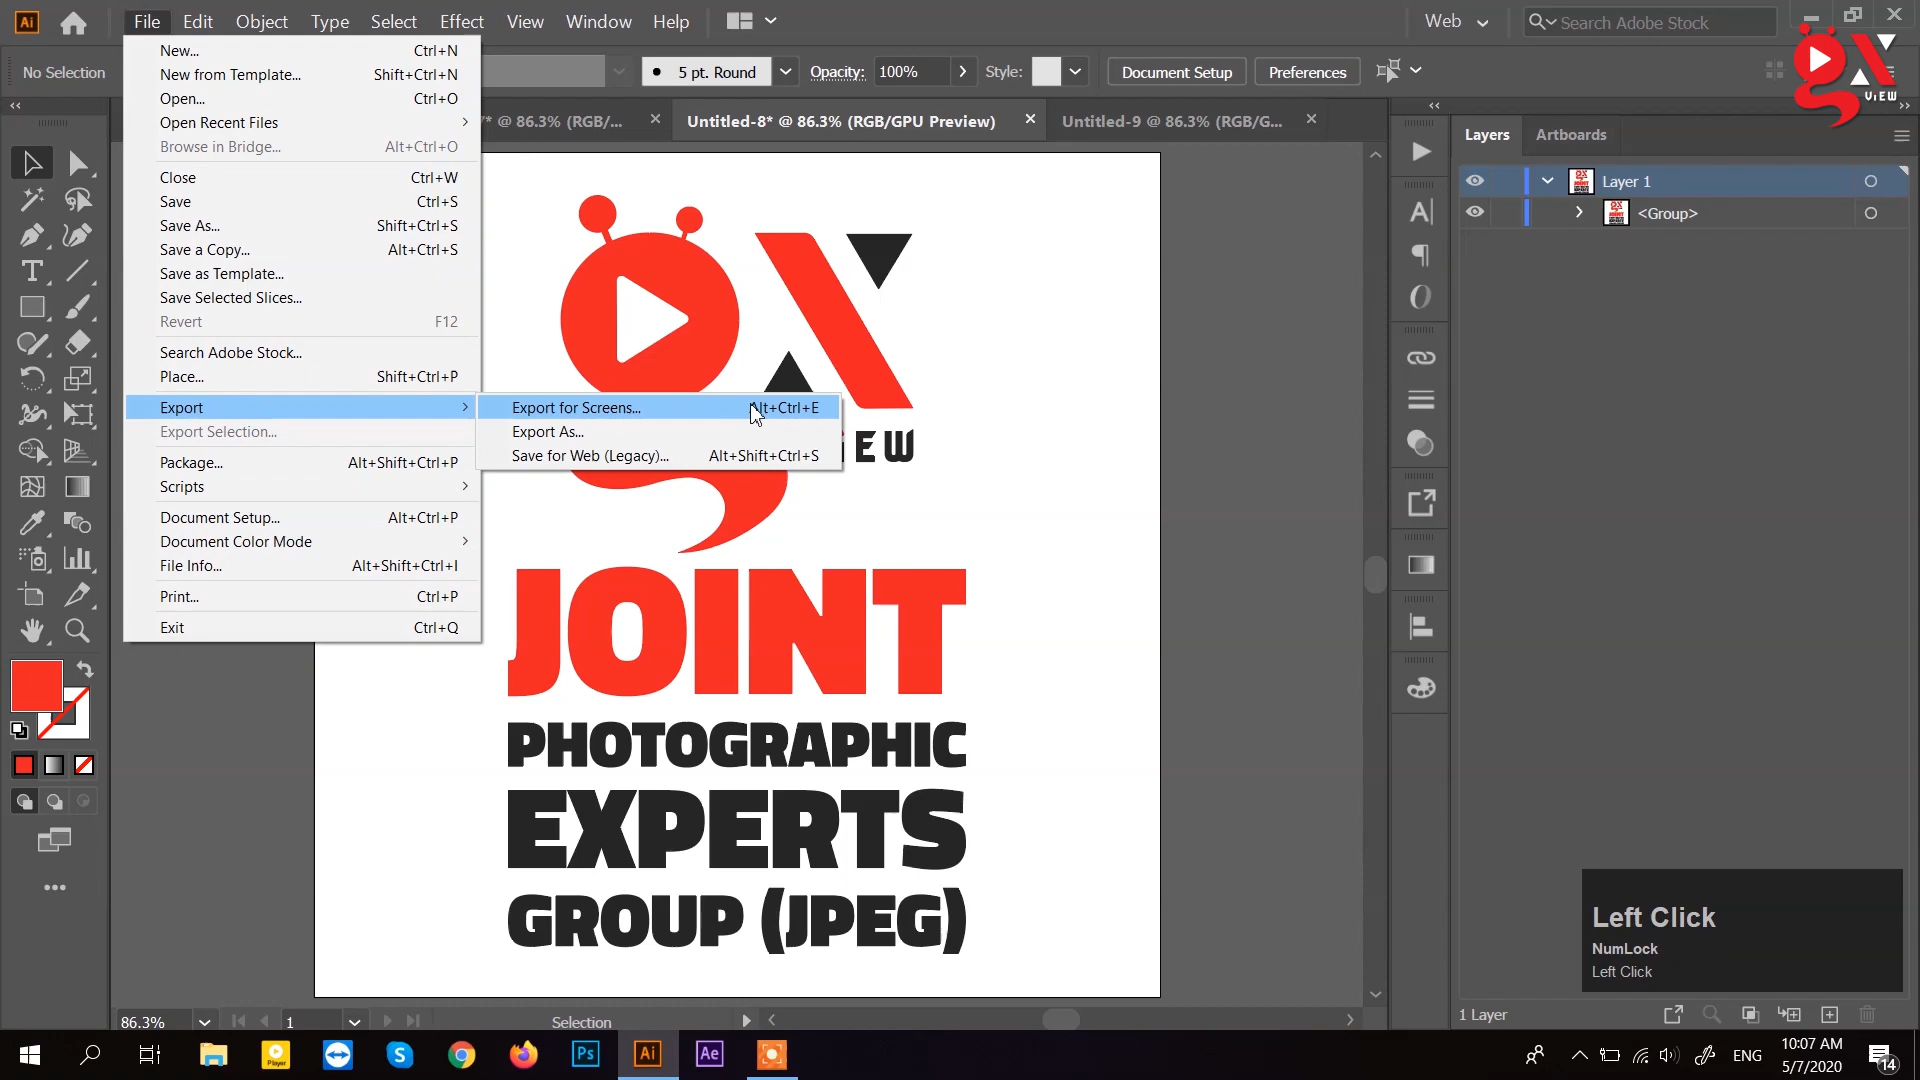 Ai
File Edit Object Type Select Effect View Window Help
Web
Search Adobe Stock
No Selection
5 pt. Round
Opacity:
100%
Style:
Document Setup
Preferences
ViEW
New... Ctrl+N
New from Template... Shift+Ctrl+N
Open... Ctrl+O
Open Recent Files
Browse in Bridge... Alt+Ctrl+O
Close Ctrl+W
Save Ctrl+S
Save As... Shift+Ctrl+S
Save a Copy... Alt+Ctrl+S
Save as Template...
Save Selected Slices...
Revert F12
Search Adobe Stock...
Place... Shift+Ctrl+P
Export
Export Selection...
Package... Alt+Shift+Ctrl+P
Scripts
Document Setup... Alt+Ctrl+P
Document Color Mode
File Info... Alt+Shift+Ctrl+I
Print... Ctrl+P
Exit Ctrl+Q
Export for Screens... Alt+Ctrl+E
Export As...
Save for Web (Legacy)... Alt+Shift+Ctrl+S
* @ 86.3% (RGB/...
Untitled-8* @ 86.3% (RGB/GPU Preview)
Untitled-9 @ 86.3% (RGB/G...
Layers
Artboards
Layer 1
<Group>
JOINT
PHOTOGRAPHIC
EXPERTS
GROUP (JPEG)
Left Click
NumLock
Left Click
86.3%
1
Selection
1 Layer
Player
Ps
Ai
Ae
ENG
10:07 AM
5/7/2020
14